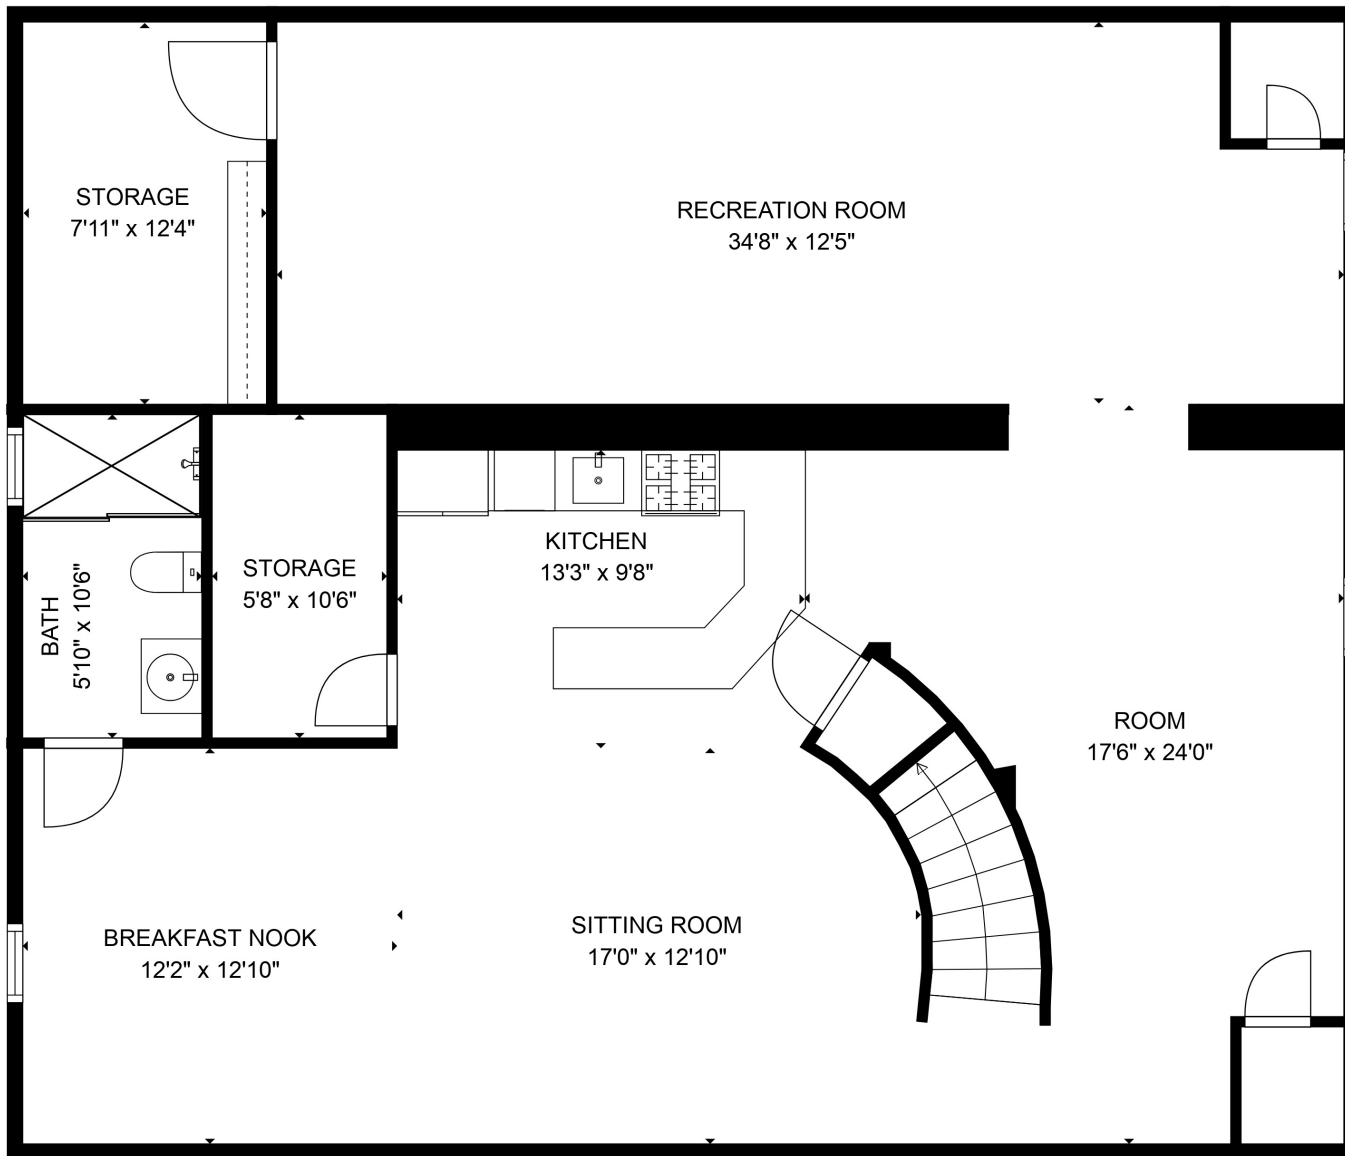 STORAGE
7'11" x 12'4"
RECREATION ROOM
34'8" x 12'5"
KITCHEN
13'3" x 9'8"
STORAGE
5'8" x 10'6"
BATH
5'10" x 10'6"
ROOM
17'6" x 24'0"
BREAKFAST NOOK
12'2" x 12'10"
SITTING ROOM
17'0" x 12'10"